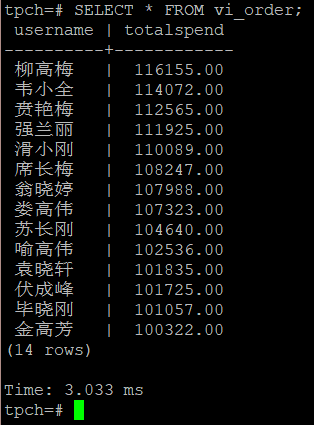 tpch=# SELECT * FROM vi_order;
username | totalspend
----------+------------
柳高梅 | 116155.00
韦小全 | 114072.00
贲艳梅 | 112565.00
强兰丽 | 111925.00
滑小刚 | 110089.00
席长梅 | 108247.00
翁晓婷 | 107988.00
娄高伟 | 107323.00
苏长刚 | 104640.00
喻高伟 | 102536.00
袁晓轩 | 101835.00
伏成峰 | 101725.00
毕晓刚 | 101057.00
金高芳 | 100322.00
(14 rows)
Time: 3.033 ms
tpch=#